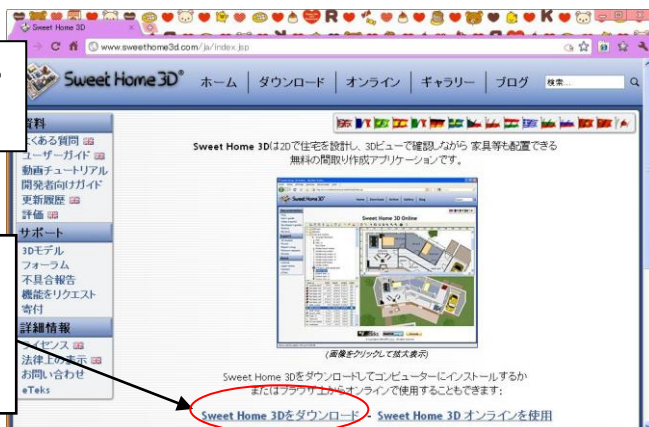 Sweet Home 3D
www.sweethome3d.com/ja/index.jsp
Sweet Home 3D®
ホーム | ダウンロード | オンライン | ギャラリー | ブログ
検索...
資料
よくある質問
ユーザーガイド
動画チュートリアル
開発者向けガイド
更新履歴
評価
サポート
3Dモデル
フォーラム
不具合報告
機能をリクエスト
寄付
詳細情報
ライセンス
法律上の表示
お問い合わせ
eTeks
Sweet Home 3Dは2Dで住宅を設計し、3Dビューで確認しながら 家具等も配置できる
無料の間取り作成アプリケーションです。
Sweet Home 3D
Sweet Home 3D Online
(画像をクリックして拡大表示)
Sweet Home 3Dをダウンロードしてコンピューターにインストールするか
またはブラウザ上からオンラインで使用することもできます:
Sweet Home 3Dをダウンロード - Sweet Home 3D オンラインを使用